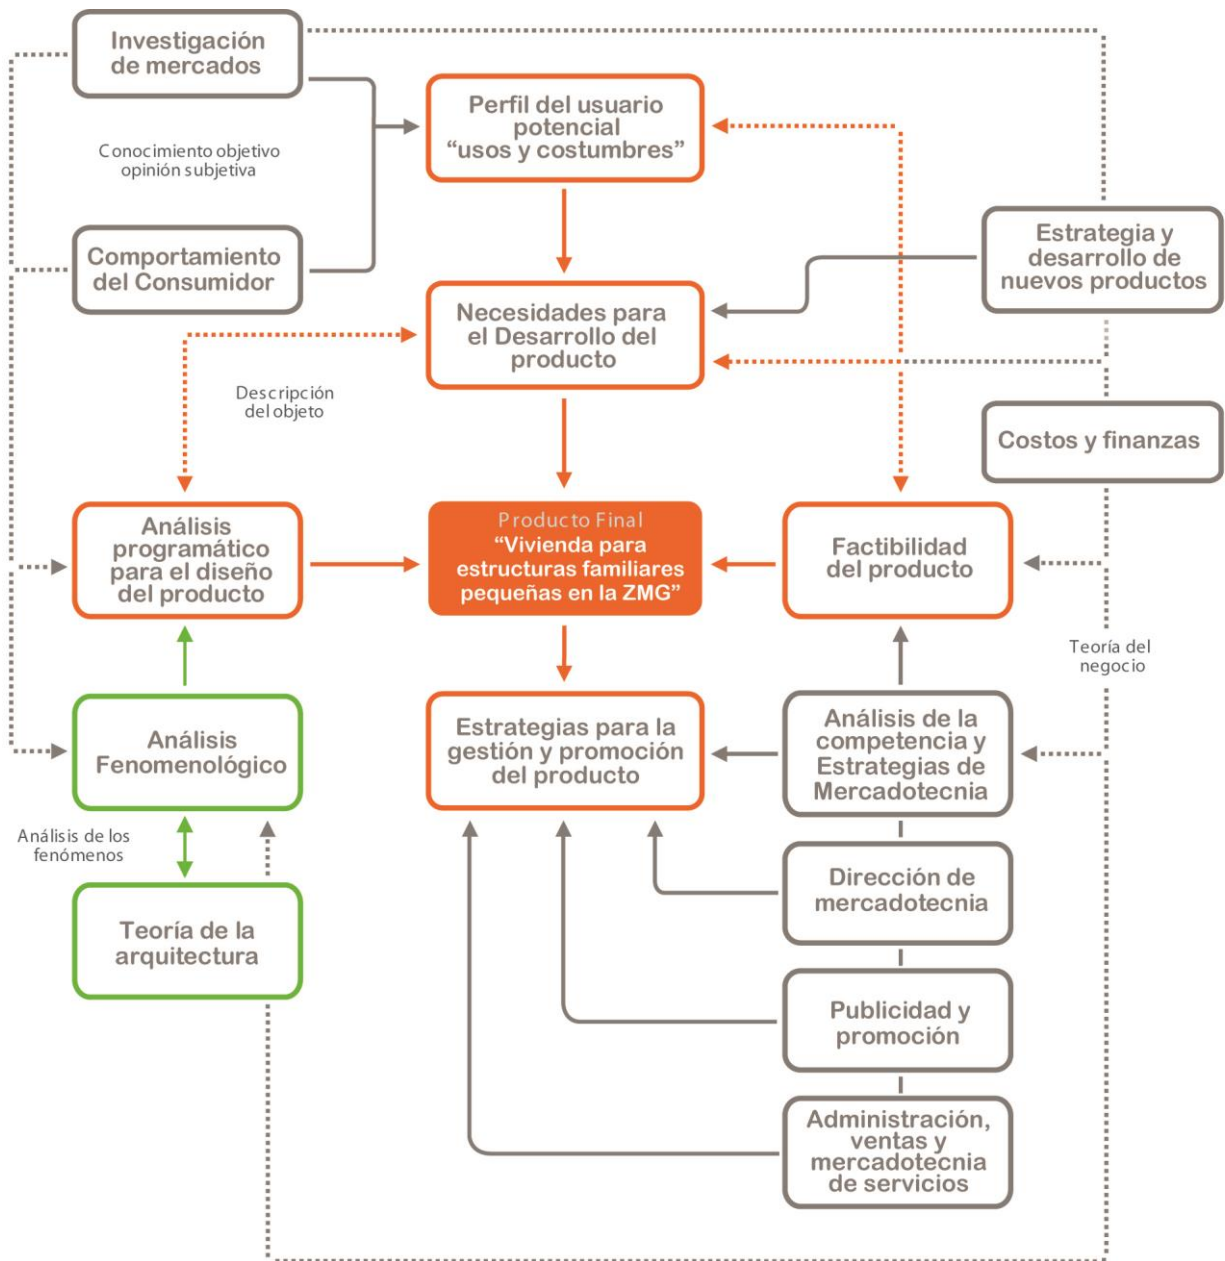 Investigación
de mercados
Perfil del usuario
potencial
“usos y costumbres”
Conocimiento objetivo
opinión subjetiva
Comportamiento
del Consumidor
Estrategia y
desarrollo de
nuevos productos
Necesidades para
el Desarrollo del
producto
Descripción
del objeto
Costos y finanzas
Análisis
programático
para el diseño
del producto
Producto Final
“Vivienda para
estructuras familiares
pequeñas en la ZMG”
Factibilidad
del producto
Teoría del
negocio
Análisis
Fenomenológico
Estrategias para la
gestión y promoción
del producto
Análisis de la
competencia y
Estrategias de
Mercadotecnia
Análisis de los
fenómenos
Teoría de la
arquitectura
Dirección de
mercadotecnia
Publicidad y
promoción
Administración,
ventas y
mercadotecnia
de servicios